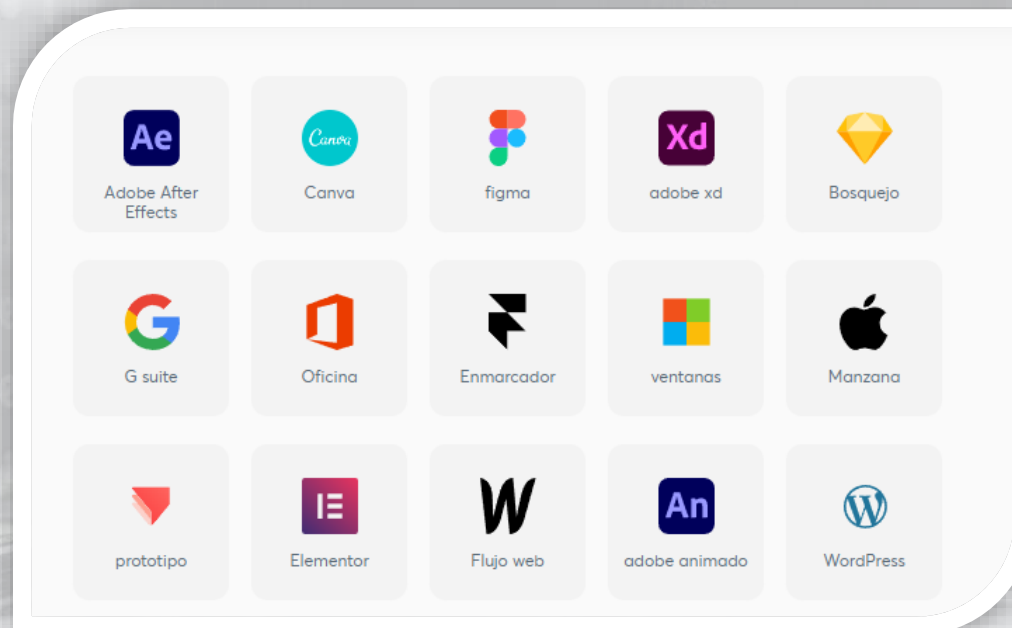 Ae
Canva
Xd
Adobe After
Effects
Canva
figma
adobe xd
Bosquejo
G suite
Oficina
Enmarcador
ventanas
Manzana
An
prototipo
Elementor
Flujo web
adobe animado
WordPress